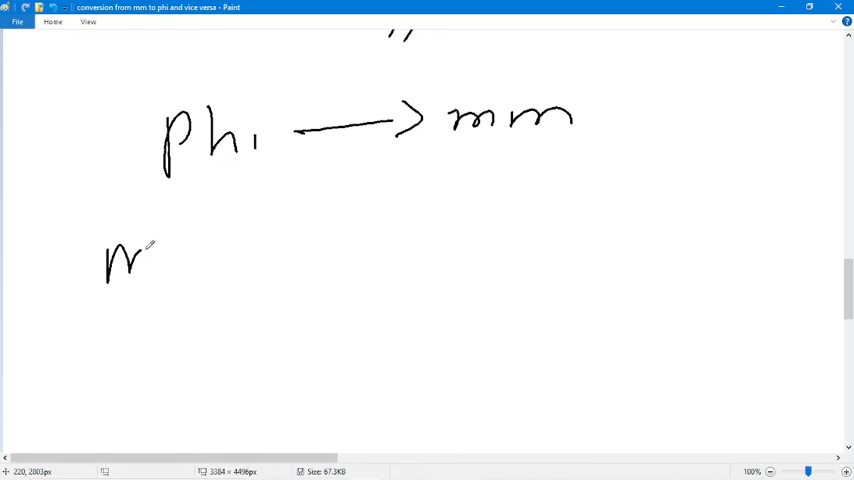 conversion from mm to phi and vice versa - Paint
File Home View
phi → mm
220, 2803px 3384 × 4496px Size: 67.3KB 100%